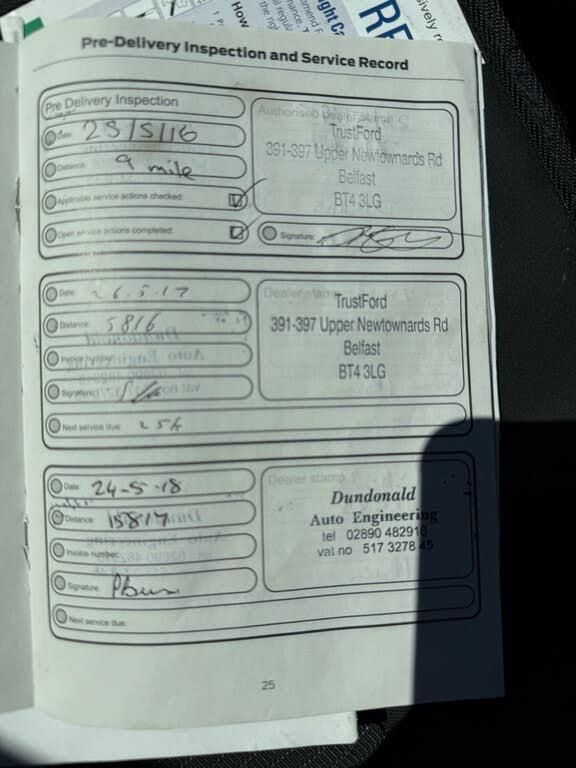 Pre-Delivery Inspection and Service Record
Pre Delivery Inspection
Date: 23/5/16
Distance: 9 mile
Applicable service actions checked:
Open service actions completed:
Authorised Dealer stamp
TrustFord
391-397 Upper Newtownards Rd
Belfast
BT4 3LG
Signature:
Date: 26.5.17
Distance: 5816
Invoice number:
Signature:
Next service due: 25k
Dealer stamp
TrustFord
391-397 Upper Newtownards Rd
Belfast
BT4 3LG
Date: 24-5-18
Distance: 15817
Invoice number:
Signature:
Next service due:
Dealer stamp
Dundonald
Auto Engineering
tel 02890 482918
vat no 517 3278 45
25